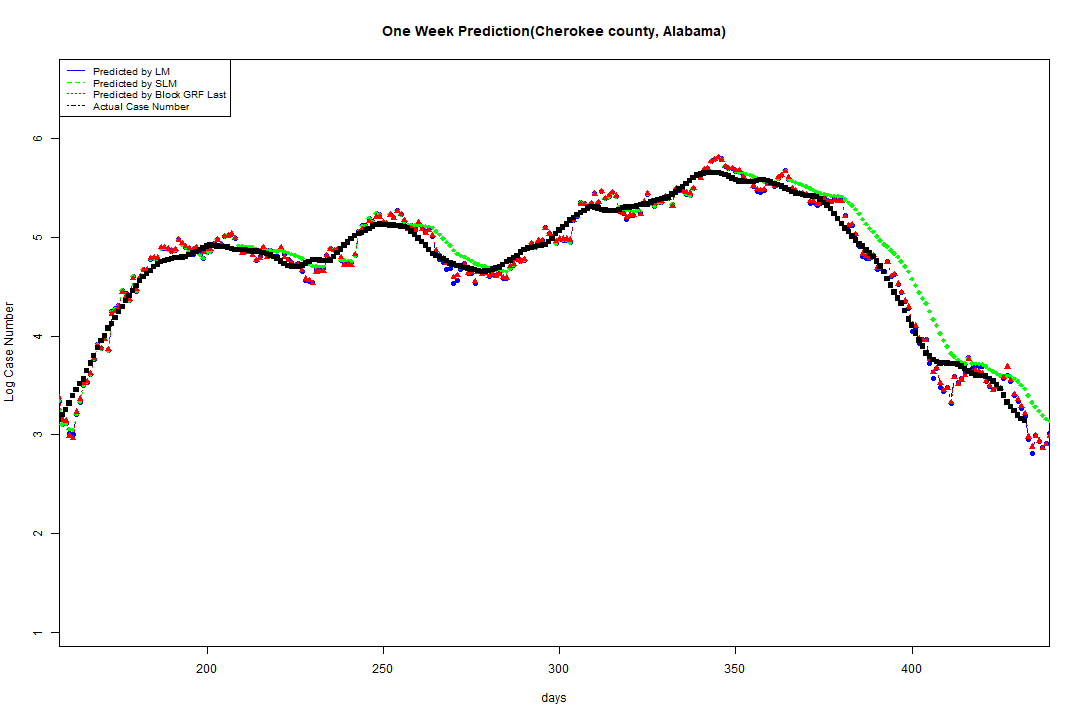 One Week Prediction(Cherokee county, Alabama)
Predicted by LM
Predicted by SLM
Predicted by Block GRF Last
Actual Case Number
6
5
4
3
2
1
Log Case Number
200 250 300 350 400
days